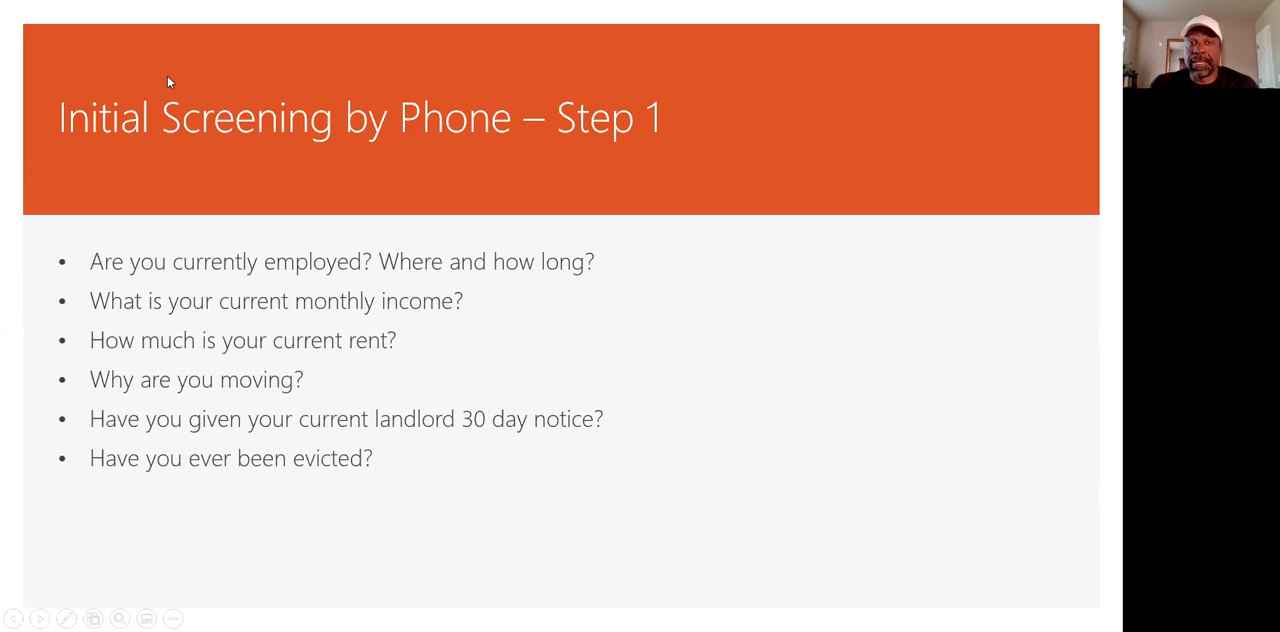 Initial Screening by Phone – Step 1
• Are you currently employed? Where and how long?
• What is your current monthly income?
• How much is your current rent?
• Why are you moving?
• Have you given your current landlord 30 day notice?
• Have you ever been evicted?